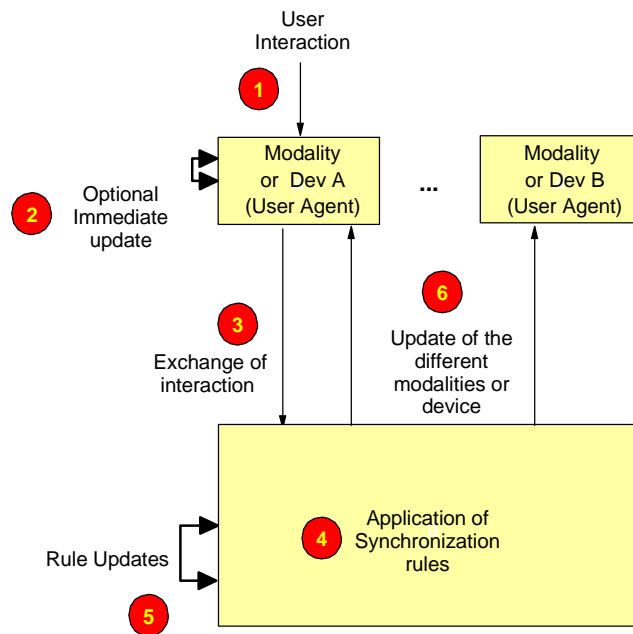 User
Interaction
1
Modality
or Dev A
(User Agent)
...
Modality
or Dev B
(User Agent)
2
Optional
Immediate
update
3
Exchange of
interaction
6
Update of the
different
modalities or
device
4
Application of
Synchronization
rules
Rule Updates
5